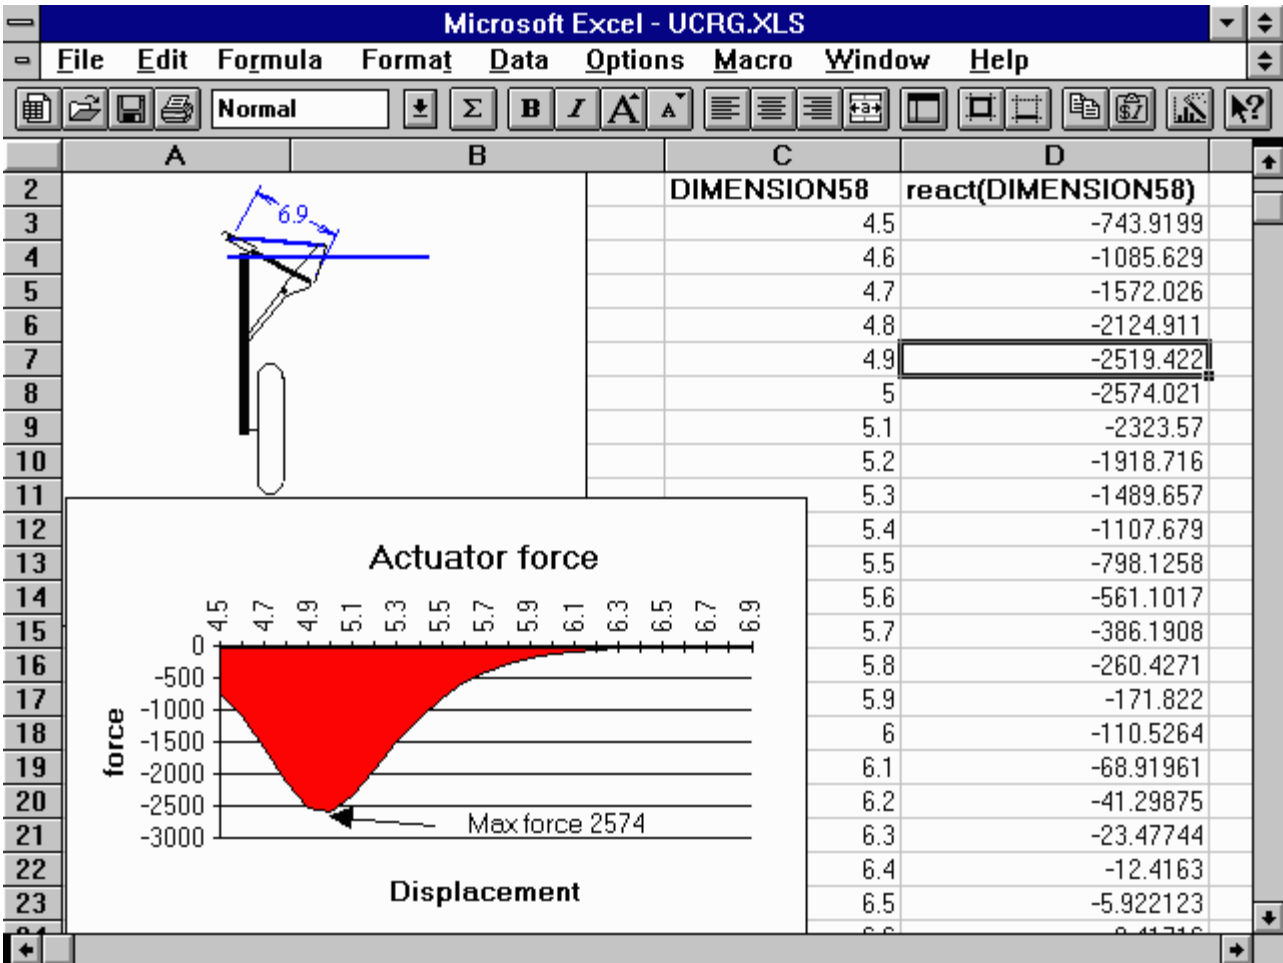 Microsoft Excel - UCRG.XLS
File Edit Formula Format Data Options Macro Window Help
Normal Σ B I A A a $7 ?
A B C D
2 DIMENSION58 react(DIMENSION58)
3 4.5 -743.9199
4 4.6 -1085.629
5 4.7 -1572.026
6 4.8 -2124.911
7 4.9 -2519.422
8 5 -2574.021
9 5.1 -2323.57
10 5.2 -1918.716
11 5.3 -1489.657
12 5.4 -1107.679
13 5.5 -798.1258
14 5.6 -561.1017
15 5.7 -386.1908
16 5.8 -260.4271
17 5.9 -171.822
18 6 -110.5264
19 6.1 -68.91961
20 6.2 -41.29875
21 6.3 -23.47744
22 6.4 -12.4163
23 6.5 -5.922123
6.9
Actuator force
4.5 4.7 4.9 5.1 5.3 5.5 5.7 5.9 6.1 6.3 6.5 6.7 6.9
0
-500
-1000
-1500
-2000
-2500
-3000
force
Max force 2574
Displacement